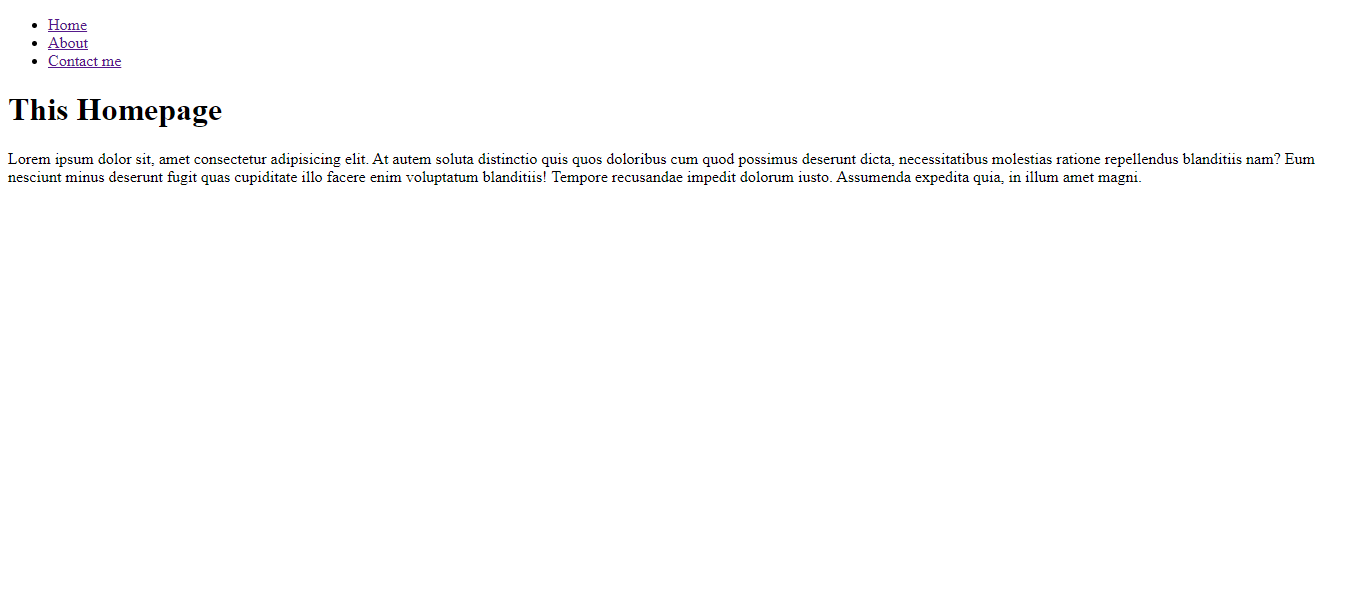 Home
About
Contact me
This Homepage
Lorem ipsum dolor sit, amet consectetur adipisicing elit. At autem soluta distinctio quis quos doloribus cum quod possimus deserunt dicta, necessitatibus molestias ratione repellendus blanditiis nam? Eum
nesciunt minus deserunt fugit quas cupiditate illo facere enim voluptatum blanditiis! Tempore recusandae impedit dolorum iusto. Assumenda expedita quia, in illum amet magni.